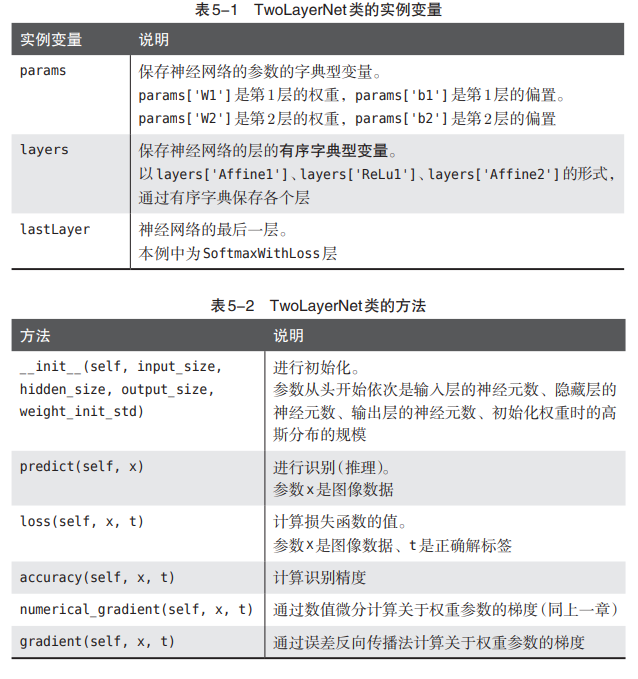 表5-1 TwoLayerNet类的实例变量
实例变量 说明
params 保存神经网络的参数的字典型变量。
params['W1']是第1层的权重，params['b1']是第1层的偏置。
params['W2']是第2层的权重，params['b2']是第2层的偏置
layers 保存神经网络的层的有序字典型变量。
以layers['Affine1']、layers['ReLu1']、layers['Affine2']的形式，
通过有序字典保存各个层
lastLayer 神经网络的最后一层。
本例中为SoftmaxWithLoss层
表5-2 TwoLayerNet类的方法
方法 说明
__init__(self, input_size, 进行初始化。
hidden_size, output_size, 参数从头开始依次是输入层的神经元数、隐藏层的
weight_init_std) 神经元数、输出层的神经元数、初始化权重时的高
斯分布的规模
predict(self, x) 进行识别（推理）。
参数x是图像数据
loss(self, x, t) 计算损失函数的值。
参数X是图像数据、t是正确解标签
accuracy(self, x, t) 计算识别精度
numerical_gradient(self, x, t) 通过数值微分计算关于权重参数的梯度（同上一章）
gradient(self, x, t) 通过误差反向传播法计算关于权重参数的梯度